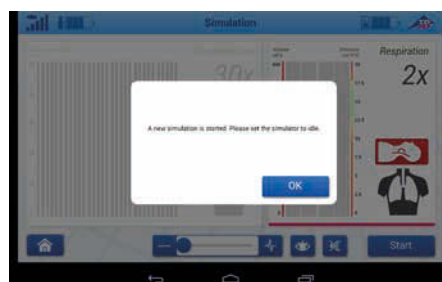 Simulation
Respiration
30x
2x
A new simulation is started. Please set the simulator to idle.
OK
Start